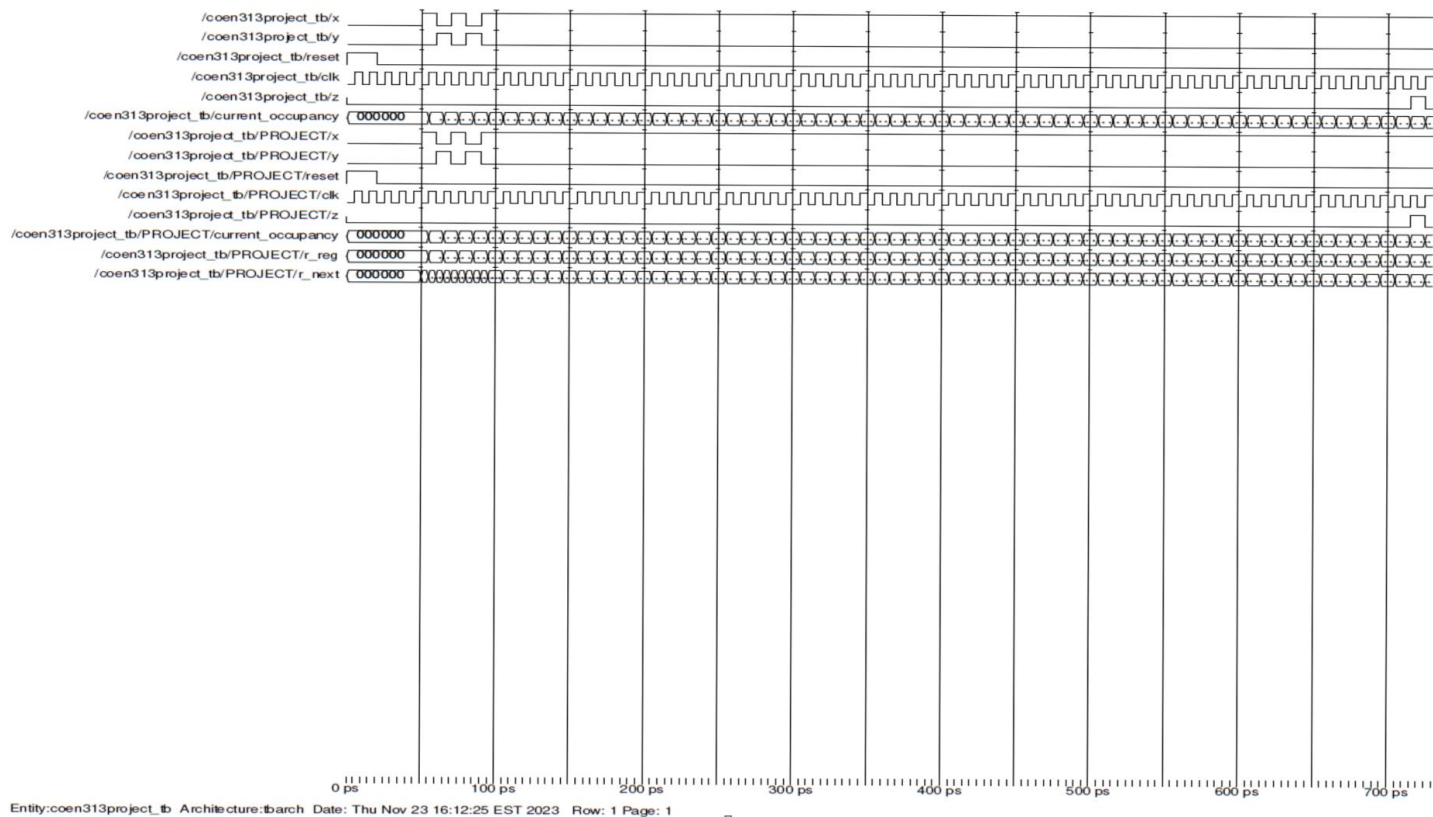 /coen313project_tb/x
/coen313project_tb/y
/coen313project_tb/reset
/coen313project_tb/clk
/coen313project_tb/z
/coen313project_tb/current_occupancy 000000
/coen313project_tb/PROJECT/x
/coen313project_tb/PROJECT/y
/coen313project_tb/PROJECT/reset
/coen313project_tb/PROJECT/clk
/coen313project_tb/PROJECT/z
/coen313project_tb/PROJECT/current_occupancy 000000
/coen313project_tb/PROJECT/r_reg 000000
/coen313project_tb/PROJECT/r_next 000000
0 ps 100 ps 200 ps 300 ps 400 ps 500 ps 600 ps 700 ps
Entity:coen313project_tb Architecture:tbarch Date: Thu Nov 23 16:12:25 EST 2023 Row: 1 Page: 1